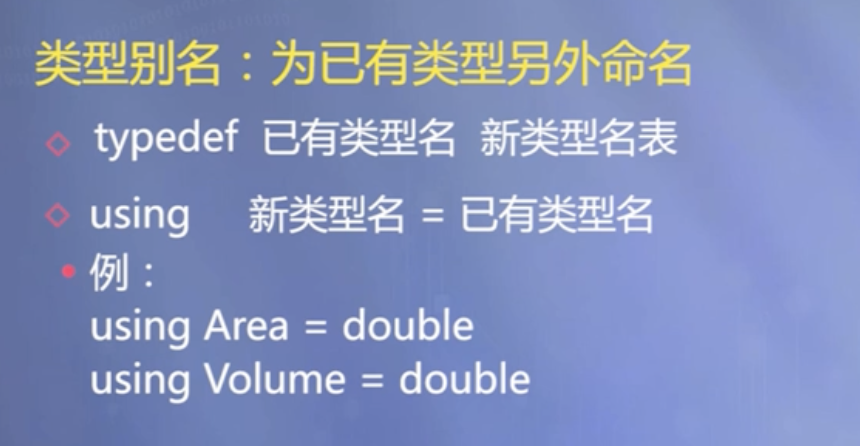 类型别名：为已有类型另外命名
typedef 已有类型名 新类型名表
using 新类型名 = 已有类型名
例：
using Area = double
using Volume = double